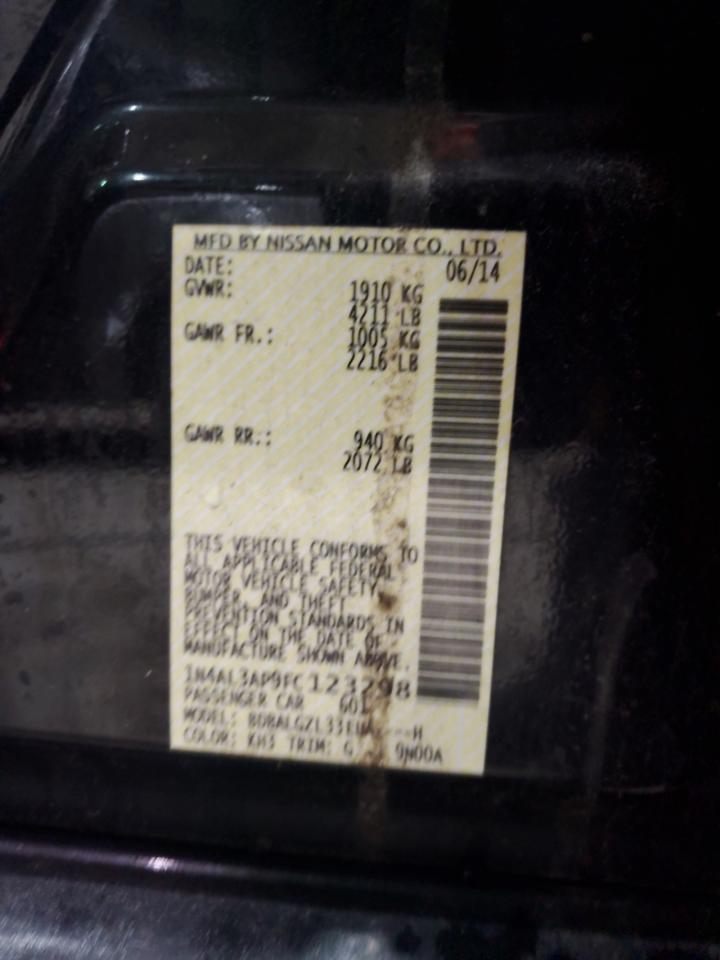 MFD BY NISSAN MOTOR CO., LTD.
DATE: 06/14
GVWR: 1910 KG
4211 LB
GAWR FR.: 1005 KG
2216 LB
GAWR RR.: 940 KG
2072 LB
THIS VEHICLE CONFORMS TO
ALL APPLICABLE FEDERAL
MOTOR VEHICLE SAFETY,
BUMPER, AND THEFT
PREVENTION STANDARDS IN
EFFECT ON THE DATE OF
MANUFACTURE SHOWN ABOVE.
1N4AL3AP9FC123298
PASSENGER CAR 601
MODEL: ---H
COLOR: KH3 TRIM: G 9N00A